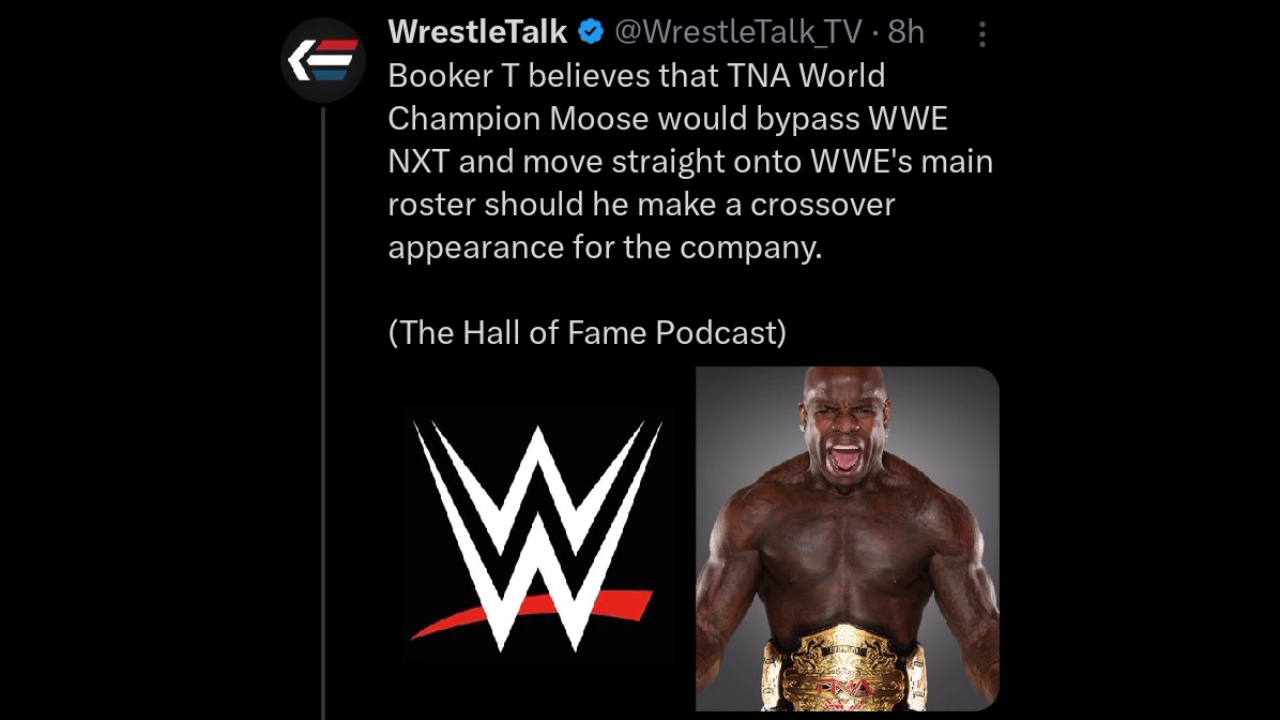 WrestleTalk @WrestleTalk_TV · 8h
Booker T believes that TNA World
Champion Moose would bypass WWE
NXT and move straight onto WWE's main
roster should he make a crossover
appearance for the company.
(The Hall of Fame Podcast)
W
TNA